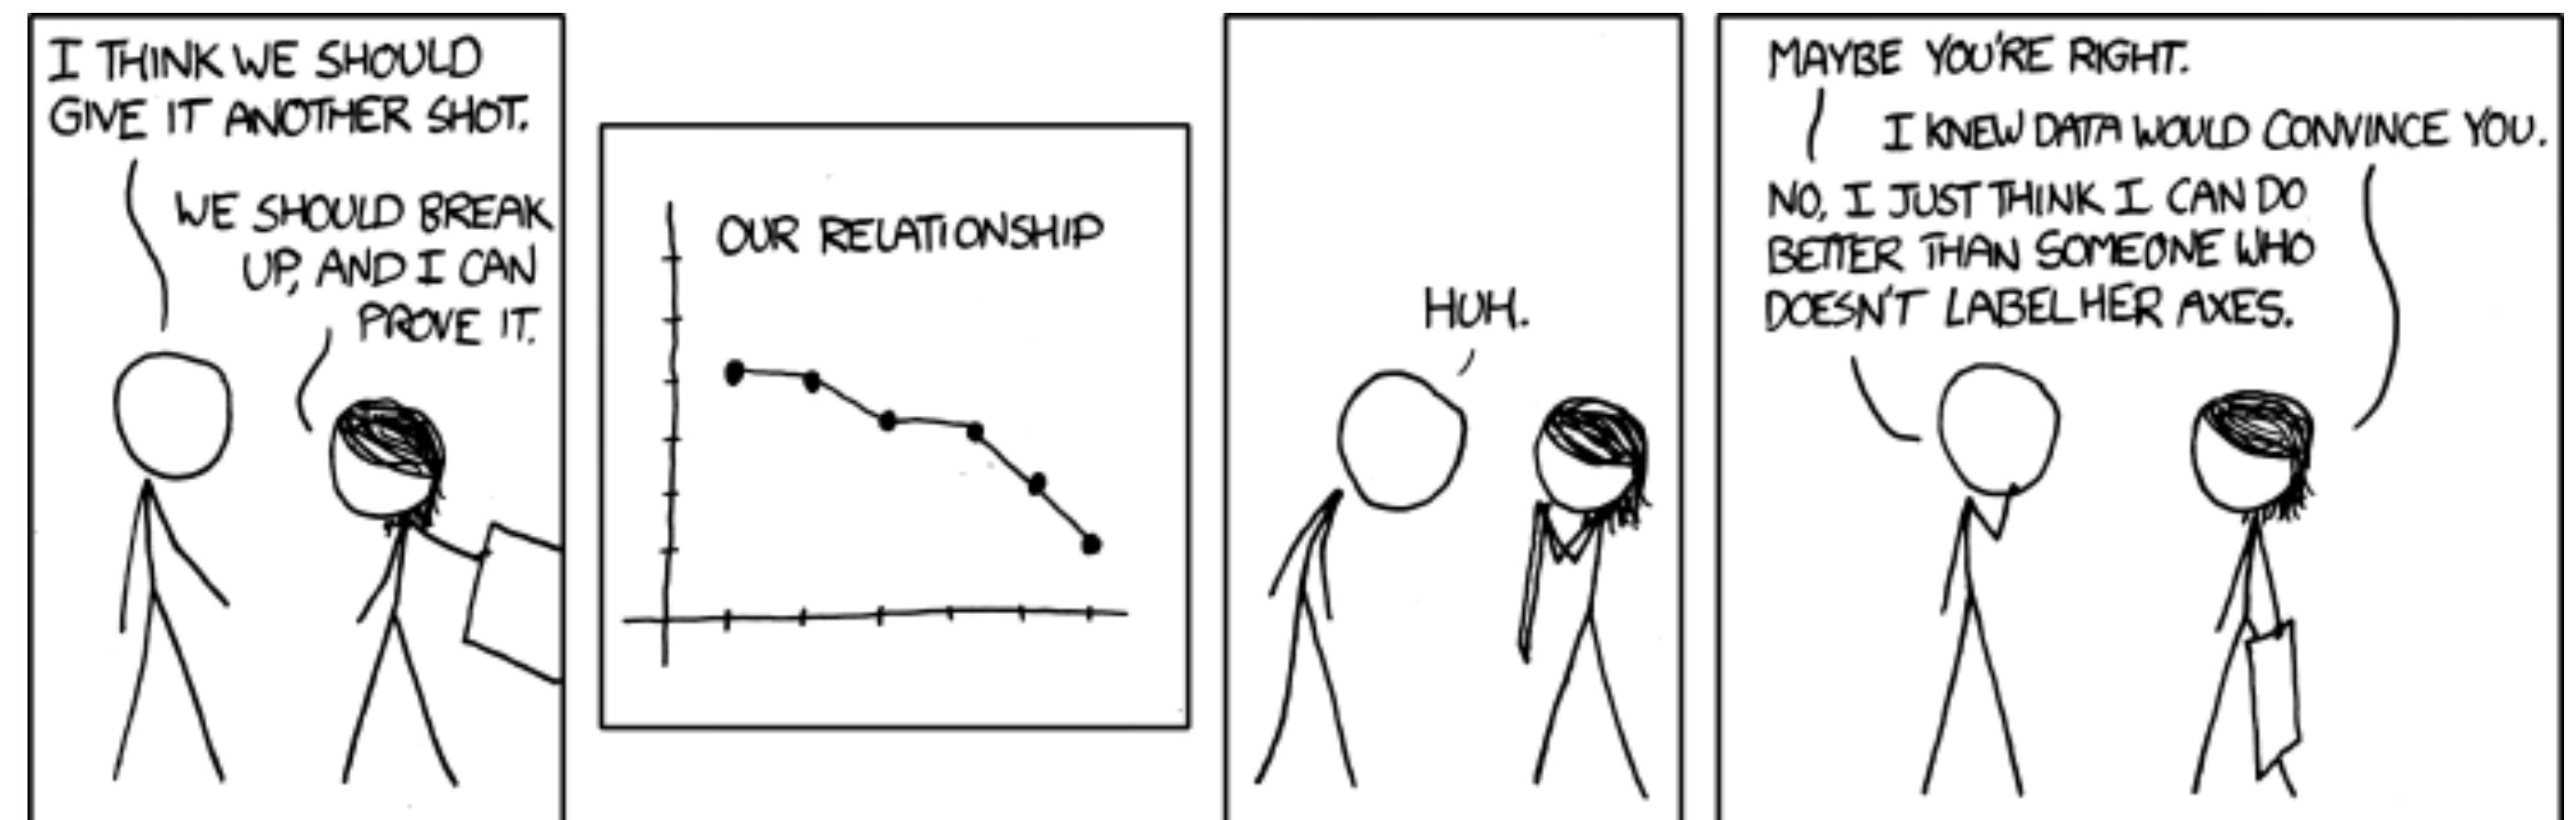 I THINK WE SHOULD
GIVE IT ANOTHER SHOT.
WE SHOULD BREAK
UP, AND I CAN
PROVE IT.
OUR RELATIONSHIP
HUH.
MAYBE YOU'RE RIGHT.
I KNEW DATA WOULD CONVINCE YOU.
NO, I JUST THINK I CAN DO
BETTER THAN SOMEONE WHO
DOESN'T LABEL HER AXES.